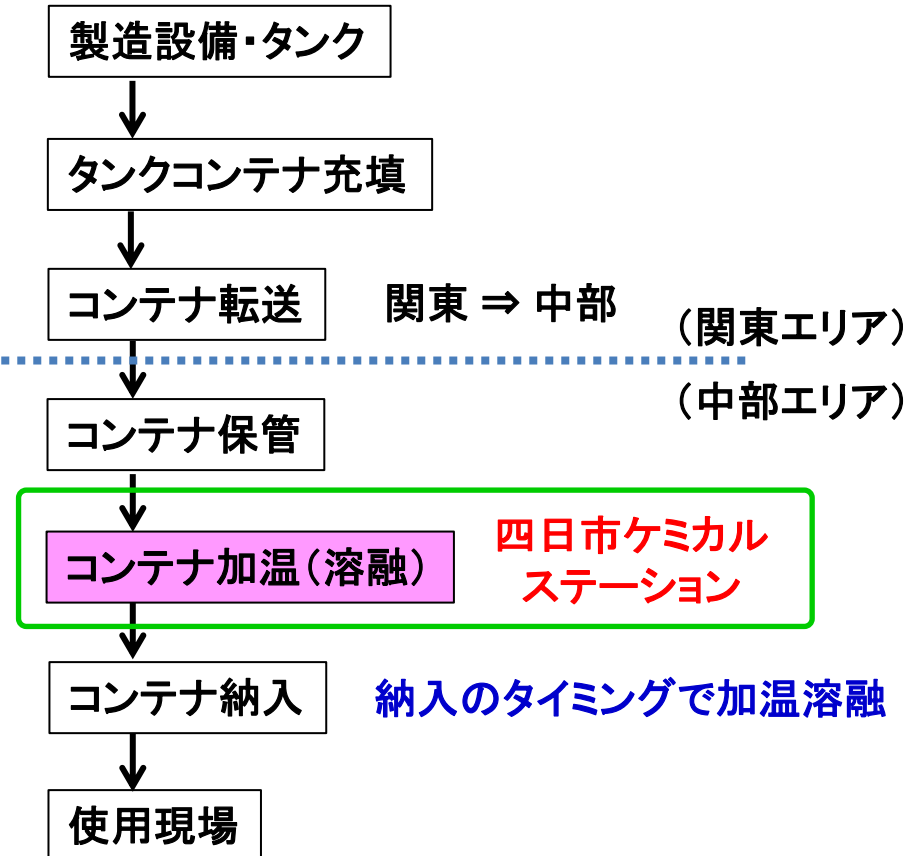 製造設備・タンク
タンクコンテナ充填
コンテナ転送
関東 ⇒ 中部
（関東エリア）
（中部エリア）
コンテナ保管
コンテナ加温（溶融）
四日市ケミカル
ステーション
コンテナ納入
納入のタイミングで加温溶融
使用現場